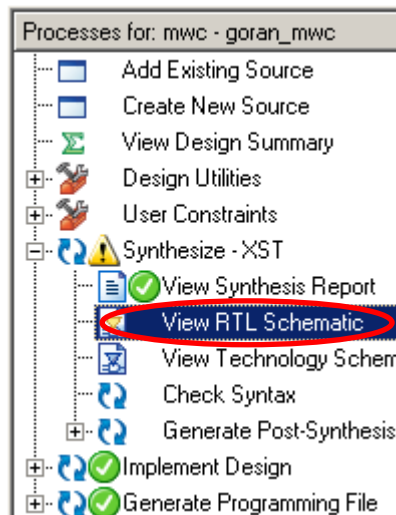 Processes for: mwc - goran_mwc
Add Existing Source
Create New Source
View Design Summary
Design Utilities
User Constraints
Synthesize - XST
View Synthesis Report
View RTL Schematic
View Technology Schem
Check Syntax
Generate Post-Synthesis
Implement Design
Generate Programming File